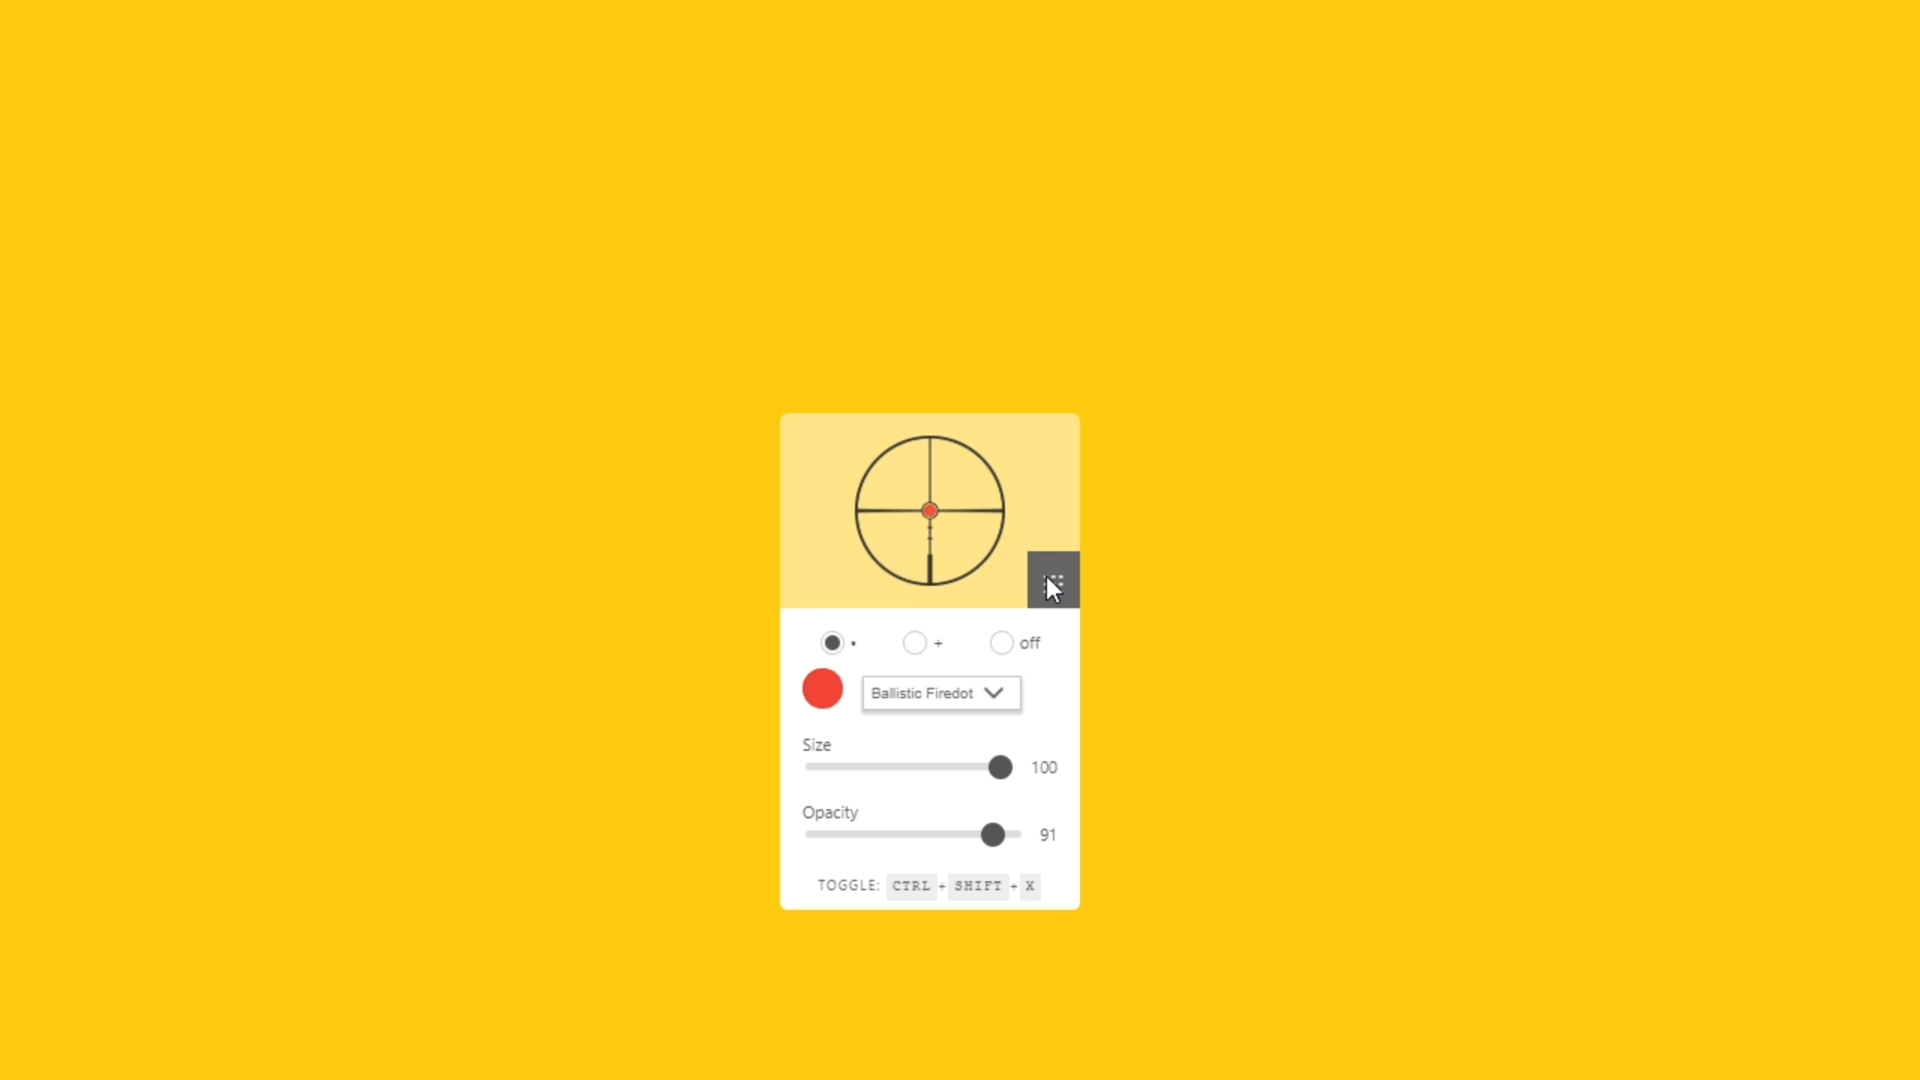 • + off
Ballistic Firedot
Size
100
Opacity
91
TOGGLE: CTRL + SHIFT + X